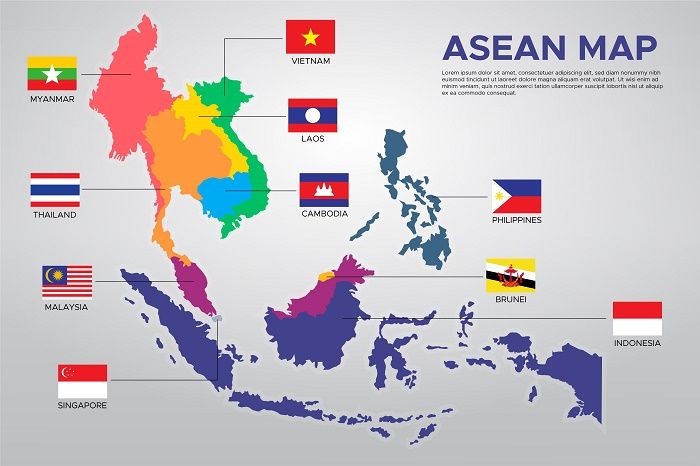 ASEAN MAP
Lorem ipsum dolor sit amet, consectetuer adipiscing elit, sed diam nonummy nibh
euismod tincidunt ut laoreet dolore magna aliquam erat volutpat. Ut wisi enim ad
minim veniam, quis nostrud exerci tation ullamcorper suscipit lobortis nisl ut aliquip
ex ea commodo consequat.
VIETNAM
MYANMAR
LAOS
THAILAND
CAMBODIA
PHILIPPINES
MALAYSIA
BRUNEI
INDONESIA
SINGAPORE